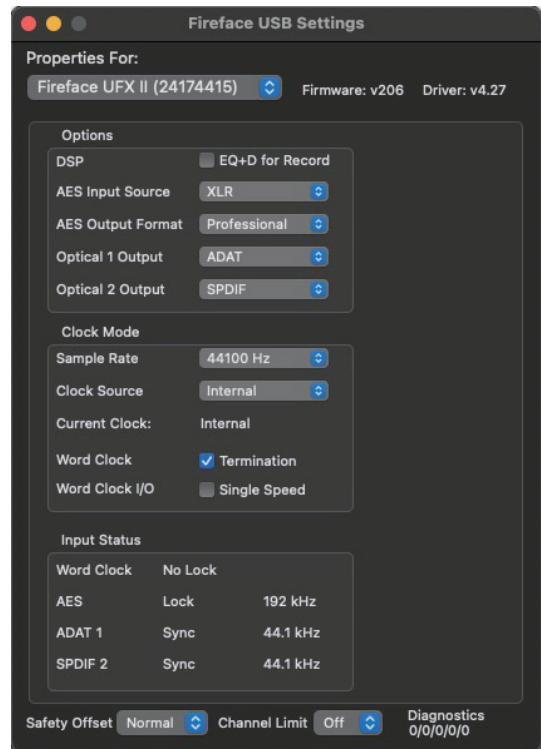 Fireface USB Settings
Properties For:
Fireface UFX II (24174415) Firmware: v206 Driver: v4.27
Options
DSP EQ+D for Record
AES Input Source XLR
AES Output Format Professional
Optical 1 Output ADAT
Optical 2 Output SPDIF
Clock Mode
Sample Rate 44100 Hz
Clock Source Internal
Current Clock: Internal
Word Clock Termination
Word Clock I/O Single Speed
Input Status
Word Clock No Lock
AES Lock 192 kHz
ADAT 1 Sync 44.1 kHz
SPDIF 2 Sync 44.1 kHz
Safety Offset Normal Channel Limit Off Diagnostics
0/0/0/0/0